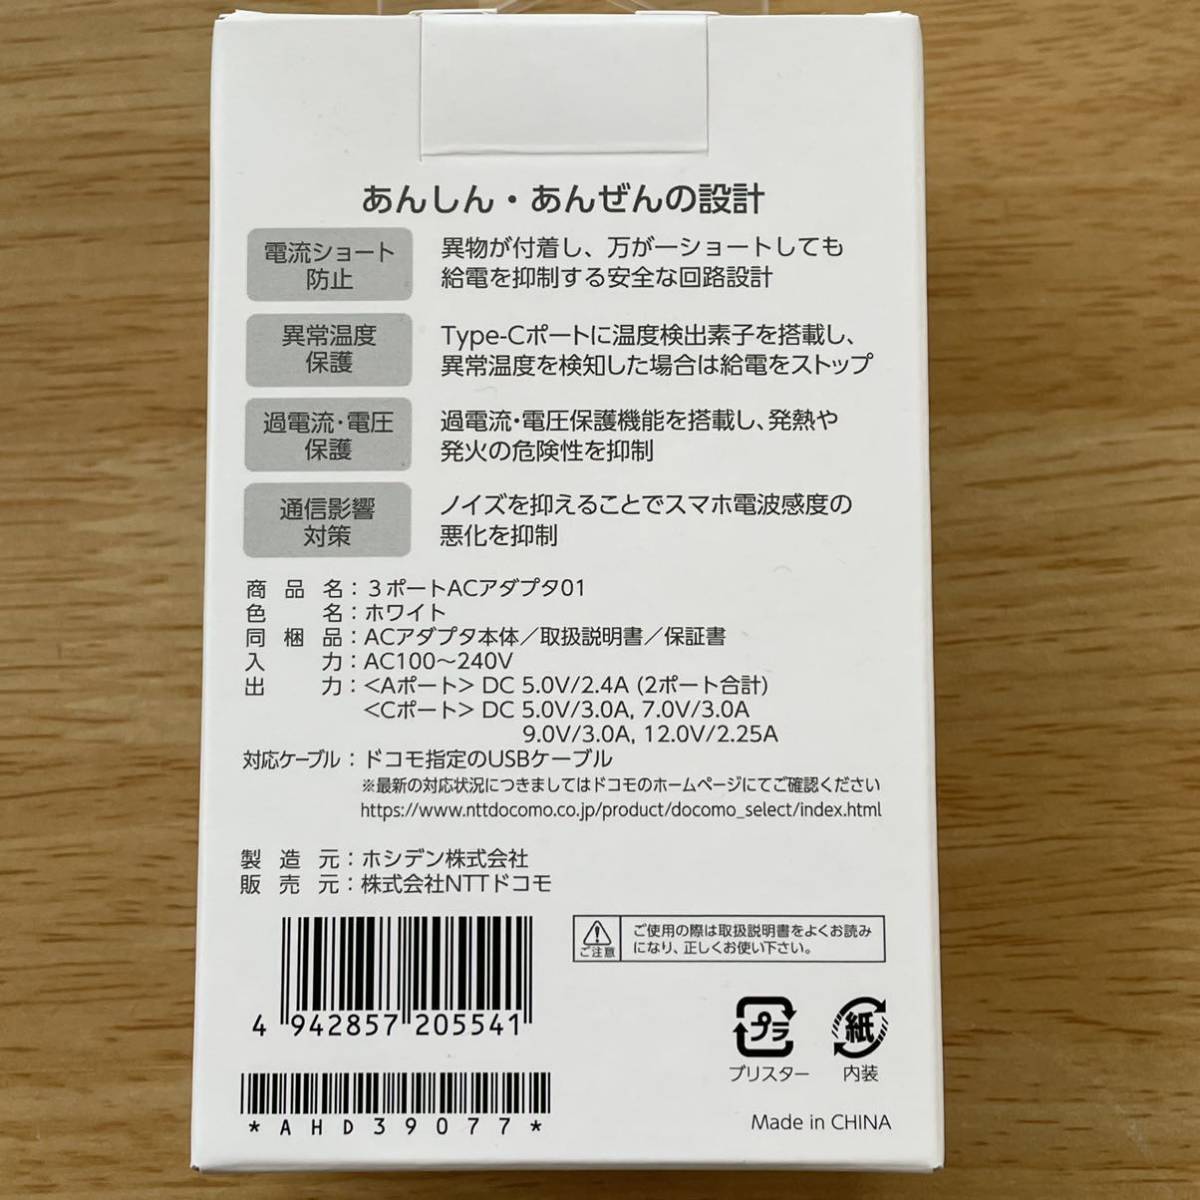 あんしん・あんぜんの設計
電流ショート
防止
異物が付着し、万が一ショートしても
給電を抑制する安全な回路設計
異常温度
保護
Type-Cポートに温度検出素子を搭載し、
異常温度を検知した場合は給電をストップ
過電流・電圧
保護
過電流・電圧保護機能を搭載し、発熱や
発火の危険性を抑制
通信影響
対策
ノイズを抑えることでスマホ電波感度の
悪化を抑制
商品名：３ポートACアダプタ01
色名：ホワイト
同梱品：ACアダプタ本体／取扱説明書／保証書
入力：AC100～240V
出力：＜Aポート＞DC 5.0V/2.4A (2ポート合計)
＜Cポート＞DC 5.0V/3.0A, 7.0V/3.0A
9.0V/3.0A, 12.0V/2.25A
対応ケーブル：ドコモ指定のUSBケーブル
※最新の対応状況につきましてはドコモのホームページにてご確認ください
https://www.nttdocomo.co.jp/product/docomo_select/index.html
製造元：ホシデン株式会社
販売元：株式会社NTTドコモ
4 942857 205541
*AHD39077*
ご注意
ご使用の際は取扱説明書をよくお読み
になり、正しくお使い下さい。
プラ
ブリスター
紙
内装
Made in CHINA